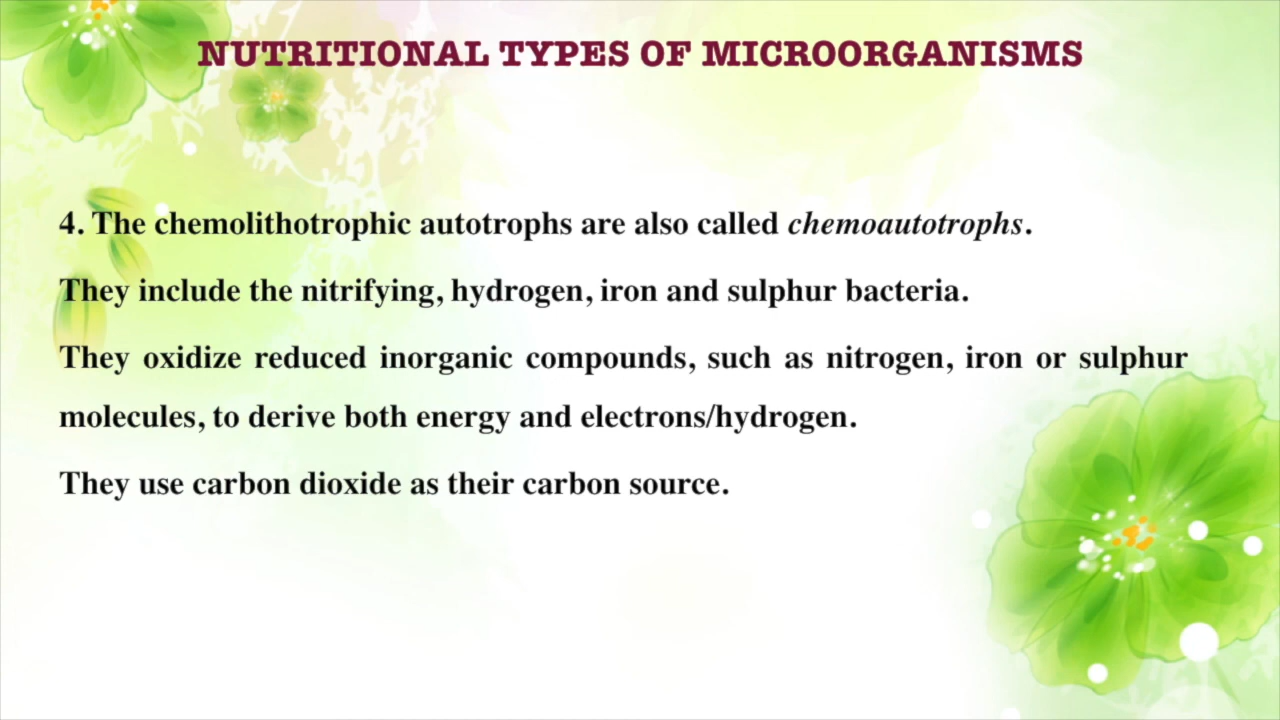 NUTRITIONAL TYPES OF MICROORGANISMS
4. The chemolithotrophic autotrophs are also called chemoautotrophs.
They include the nitrifying, hydrogen, iron and sulphur bacteria.
They oxidize reduced inorganic compounds, such as nitrogen, iron or sulphur
molecules, to derive both energy and electrons/hydrogen.
They use carbon dioxide as their carbon source.